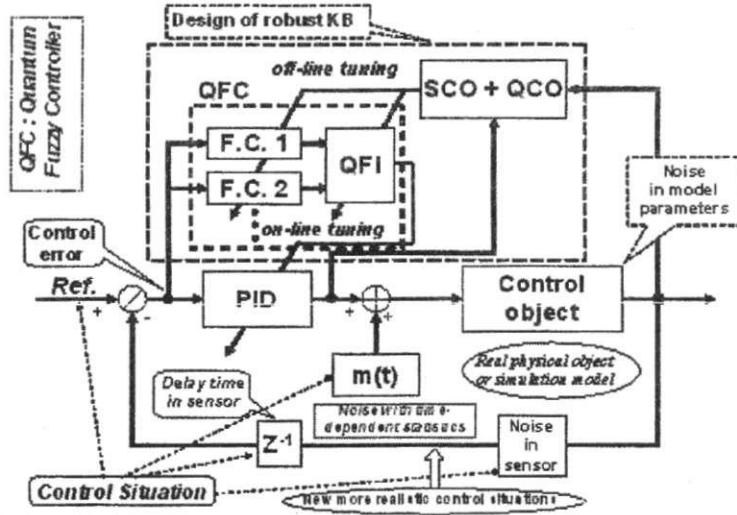 Design of robust KB
QFC : Quantum
Fuzzy Controller
off-line tuning
QFC
SCO + QCO
F.C. 1
F.C. 2
QFI
on-line tuning
Noise
in model
parameters
Control
error
Ref.
+
-
PID
+
+
Control
object
m(t)
Real physical object
or simulation model
Delay time
in sensor
Noise with time-
dependent statistics
Z⁻¹
Noise
in
sensor
Control Situation
New more realistic control situations